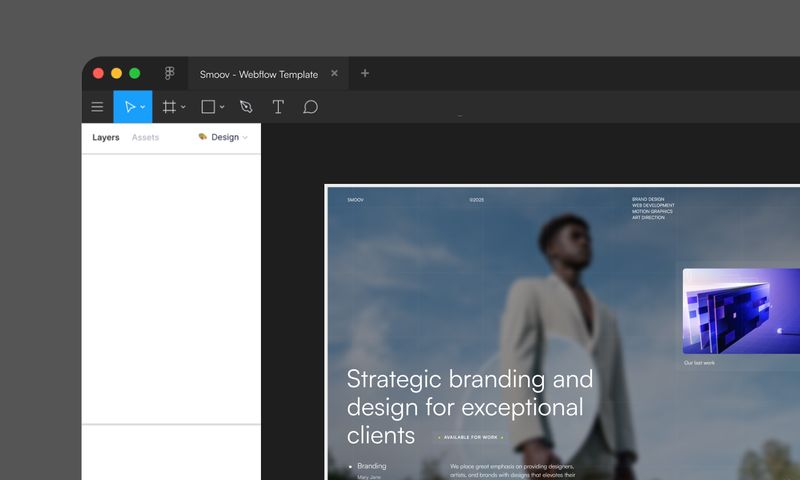 Smoov - Webflow Template
Layers
Assets
Design
SMOOV
©2025
BRAND DESIGN
WEB DEVELOPMENT
MOTION GRAPHICS
ART DIRECTION
Our last work
Strategic branding and
design for exceptional
clients
AVAILABLE FOR WORK
Branding
Mary Jane
We place great emphasis on providing designers,
artists, and brands with designs that elevates their